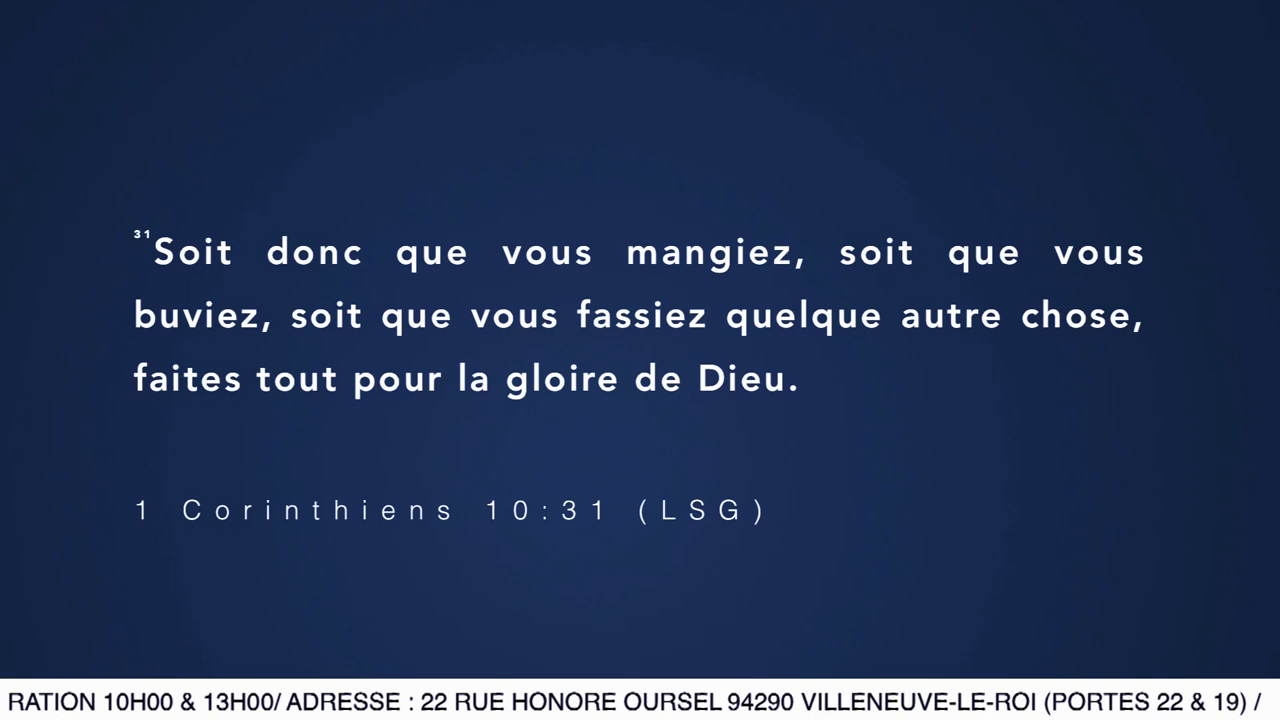 31Soit donc que vous mangiez, soit que vous
buviez, soit que vous fassiez quelque autre chose,
faites tout pour la gloire de Dieu.
1 Corinthiens 10:31 (LSG)
RATION 10H00 & 13H00/ ADRESSE : 22 RUE HONORE OURSEL 94290 VILLENEUVE-LE-ROI (PORTES 22 & 19) /